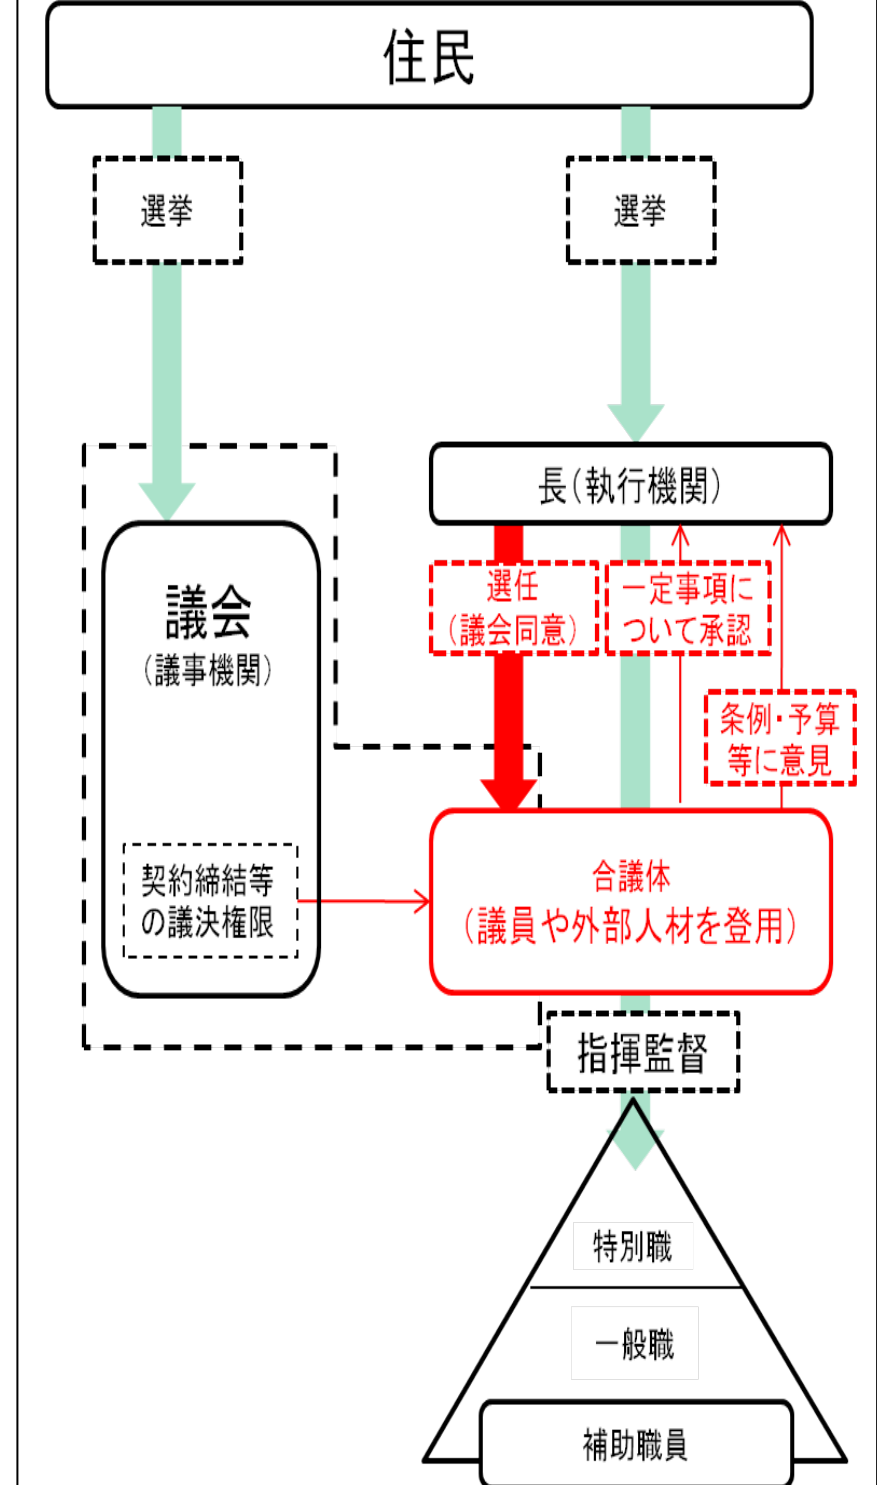 住民
選挙
選挙
長(執行機関)
選任
(議会同意)
一定事項に
ついて承認
条例・予算
等に意見
議会
(議事機関)
契約締結等
の議決権限
合議体
(議員や外部人材を登用)
指揮監督
特別職
一般職
補助職員